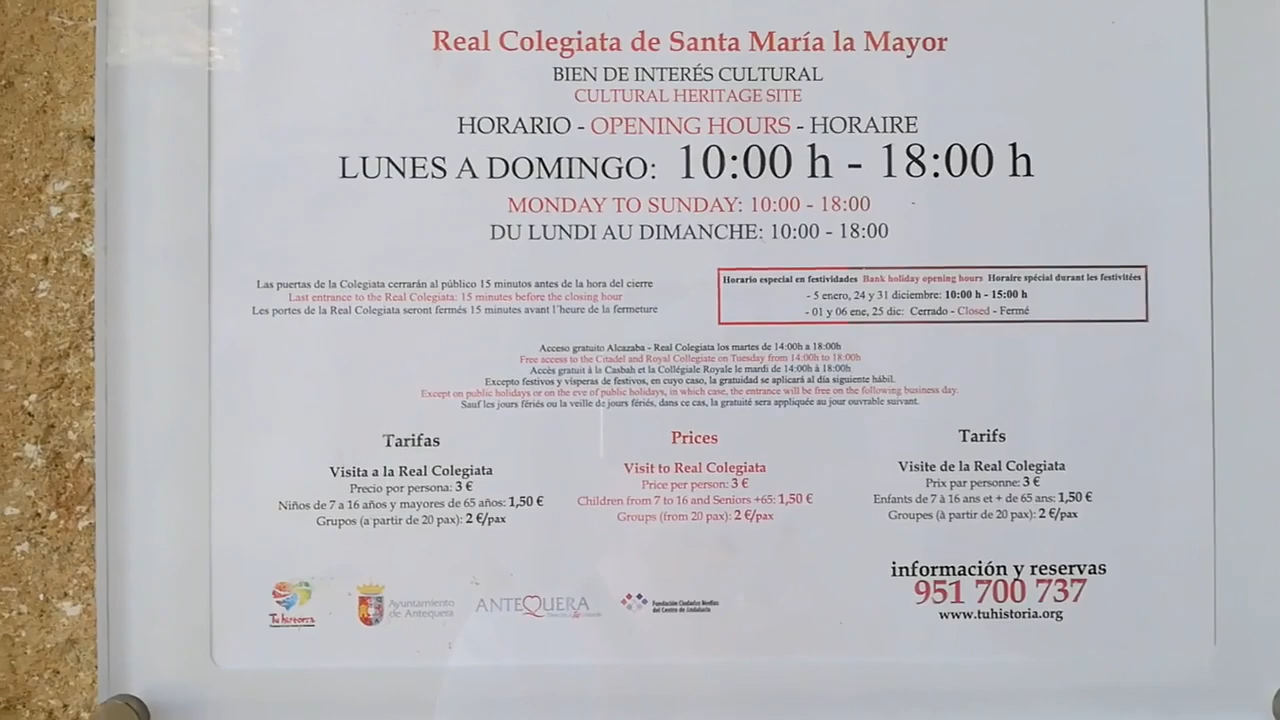 Real Colegiata de Santa María la Mayor
BIEN DE INTERÉS CULTURAL
CULTURAL HERITAGE SITE
HORARIO - OPENING HOURS - HORAIRE
LUNES A DOMINGO: 10:00 h - 18:00 h
MONDAY TO SUNDAY: 10:00 - 18:00
DU LUNDI AU DIMANCHE: 10:00 - 18:00
Las puertas de la Colegiata cerrarán al público 15 minutos antes de la hora del cierre
Last entrance to the Real Colegiata: 15 minutes before the closing hour
Les portes de la Real Colegiata seront fermés 15 minutes avant l'heure de la fermeture
Horario especial en festividades Bank holiday opening hours Horaire spécial durant les festivitées
- 5 enero, 24 y 31 diciembre: 10:00 h - 15:00 h
- 01 y 06 ene, 25 dic: Cerrado - Closed - Fermé
Acceso gratuito Alcazaba - Real Colegiata los martes de 14:00h a 18:00h
Free access to the Citadel and Royal Collegiate on Tuesday from 14:00h to 18:00h
Accès gratuit à la Casbah et la Collégiale Royale le mardi de 14:00h à 18:00h
Excepto festivos y vísperas de festivos, en cuyo caso, la gratuidad se aplicará al día siguiente hábil.
Except on public holidays or on the eve of public holidays, in which case, the entrance will be free on the following business day.
Sauf les jours fériés ou la veille de jours fériés, dans ce cas, la gratuité sera appliquée au jour ouvrable suivant.
Tarifas
Visita a la Real Colegiata
Precio por persona: 3 €
Niños de 7 a 16 años y mayores de 65 años: 1,50 €
Grupos (a partir de 20 pax): 2 €/pax
Prices
Visit to Real Colegiata
Price per person: 3 €
Children from 7 to 16 and Seniors +65: 1,50 €
Groups (from 20 pax): 2 €/pax
Tarifs
Visite de la Real Colegiata
Prix par personne: 3 €
Enfants de 7 à 16 ans et + de 65 ans: 1,50 €
Groupes (à partir de 20 pax): 2 €/pax
información y reservas
951 700 737
www.tuhistoria.org
Tu historia
Ayuntamiento
de Antequera
ANTEQUERA
Fundación Ciudades Medias
del Centro de Andalucía